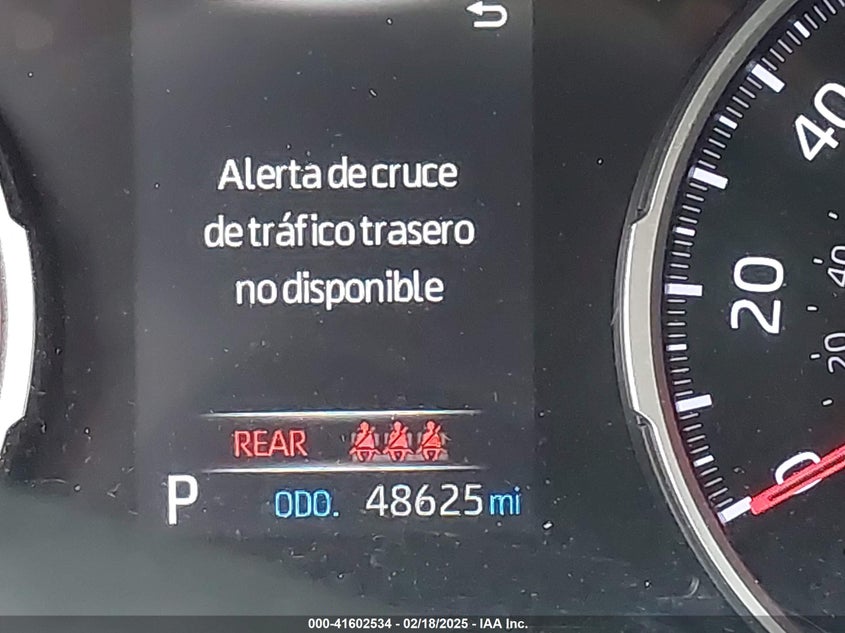 Alerta de cruce
de tráfico trasero
no disponible
REAR
P ODO. 48625 mi
40
20
0
40
20
000-41602534 - 02/18/2025 - IAA Inc.